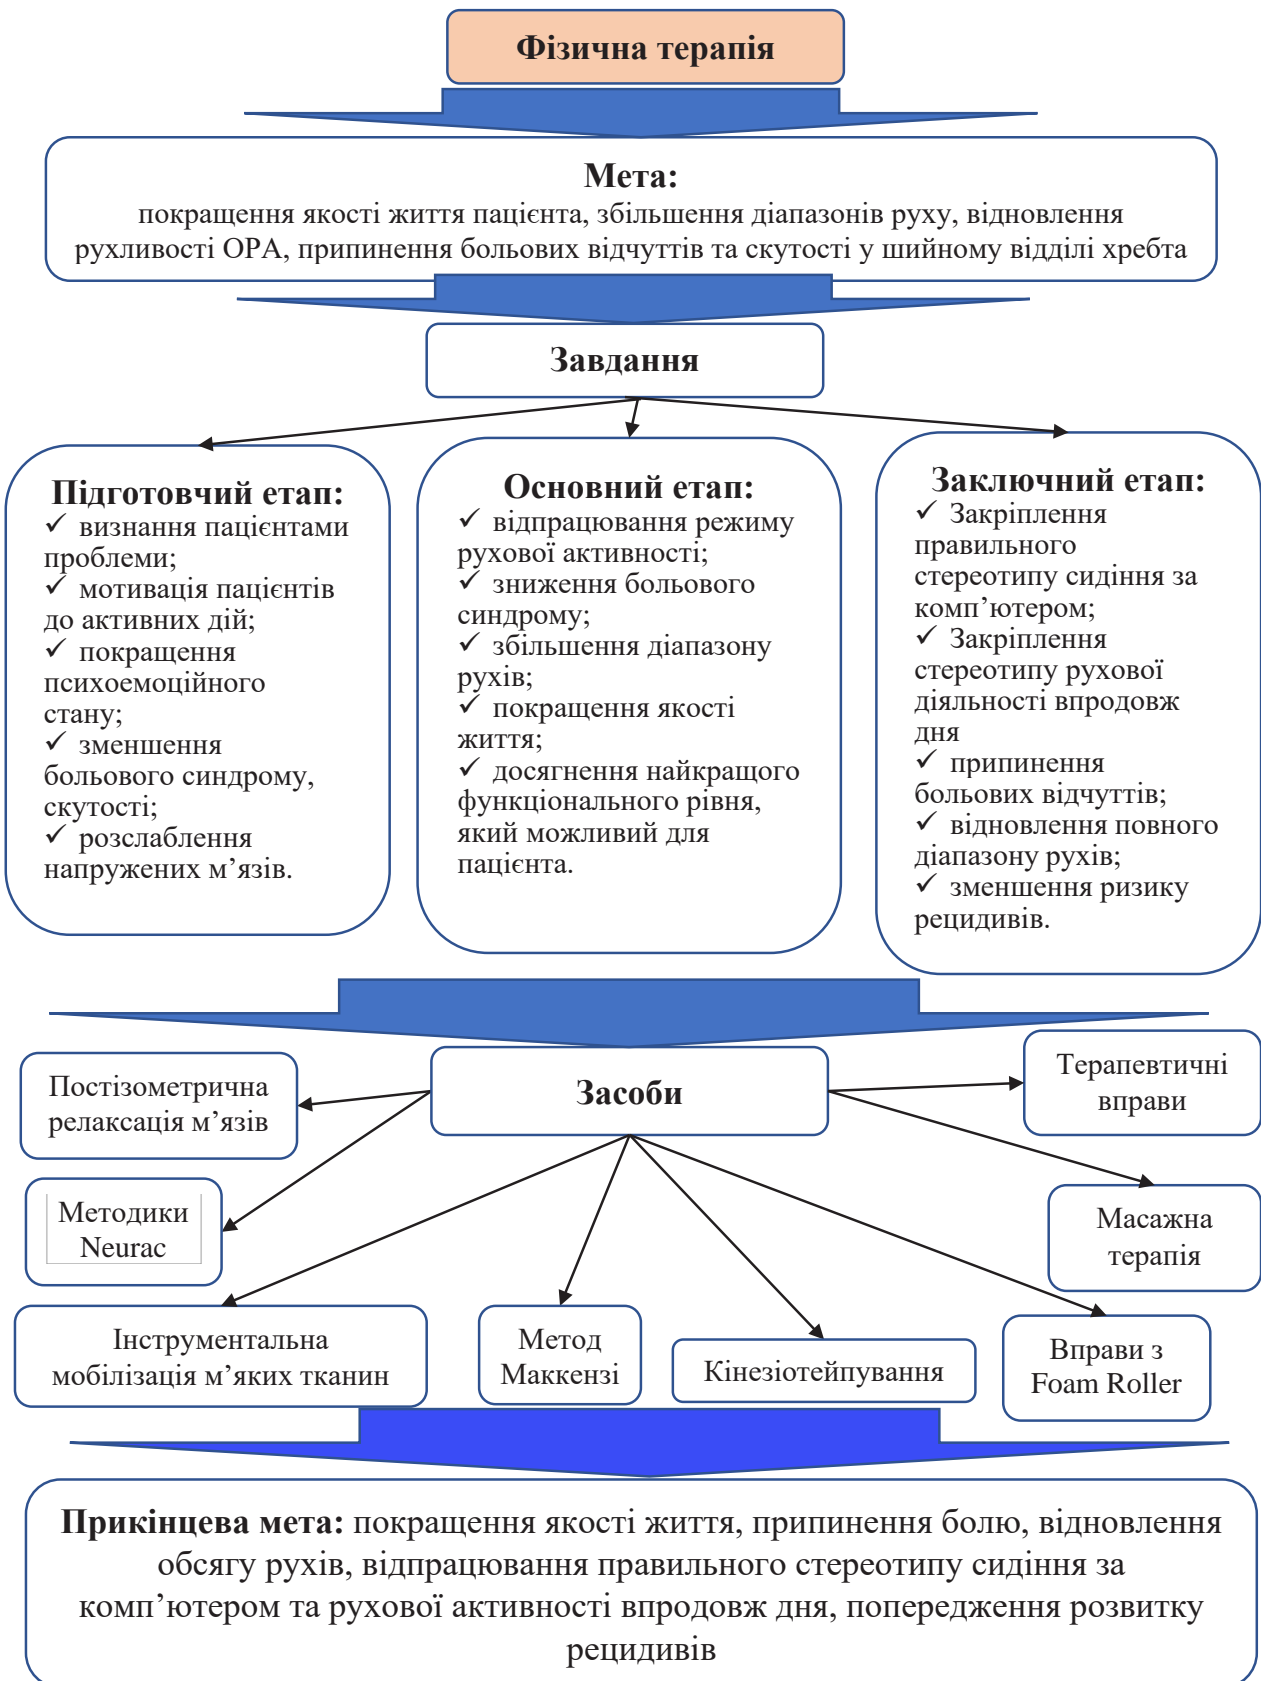 Фізична терапія
Мета:
покращення якості життя пацієнта, збільшення діапазонів руху, відновлення
рухливості ОРА, припинення больових відчуттів та скутості у шийному відділі хребта
Завдання
Підготовчий етап:
✓ визнання пацієнтами
проблеми;
✓ мотивація пацієнтів
до активних дій;
✓ покращення
психоемоційного
стану;
✓ зменшення
больового синдрому,
скутості;
✓ розслаблення
напружених м’язів.
Основний етап:
✓ відпрацювання режиму
рухової активності;
✓ зниження больового
синдрому;
✓ збільшення діапазону
рухів;
✓ покращення якості
життя;
✓ досягнення найкращого
функціонального рівня,
який можливий для
пацієнта.
Заключний етап:
✓ Закріплення
правильного
стереотипу сидіння за
комп’ютером;
✓ Закріплення
стереотипу рухової
діяльності впродовж
дня
✓ припинення
больових відчуттів;
✓ відновлення повного
діапазону рухів;
✓ зменшення ризику
рецидивів.
Засоби
Постізометрична
релаксація м’язів
Терапевтичні
вправи
Методики
Neurac
Масажна
терапія
Інструментальна
мобілізація м’яких тканин
Метод
Маккензі
Кінезіотейпування
Вправи з
Foam Roller
Прикінцева мета: покращення якості життя, припинення болю, відновлення
обсягу рухів, відпрацювання правильного стереотипу сидіння за
комп’ютером та рухової активності впродовж дня, попередження розвитку
рецидивів